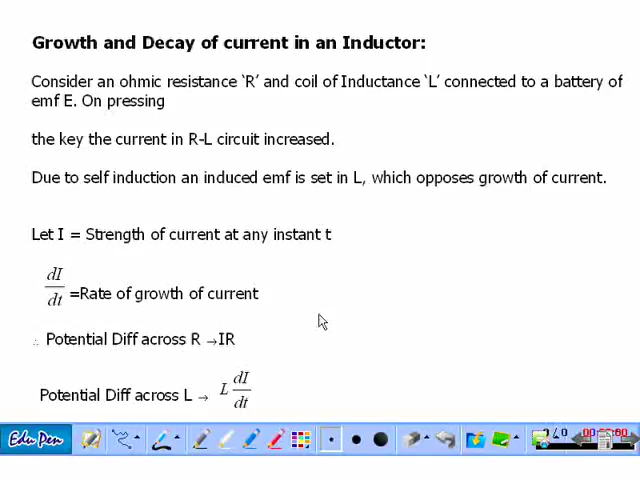 Growth and Decay of current in an Inductor:
Consider an ohmic resistance ‘R’ and coil of Inductance ‘L’ connected to a battery of
emf E. On pressing
the key the current in R-L circuit increased.
Due to self induction an induced emf is set in L, which opposes growth of current.
Let I = Strength of current at any instant t
dI/dt =Rate of growth of current
∴ Potential Diff across R →IR
Potential Diff across L → L dI/dt
Edu Pen